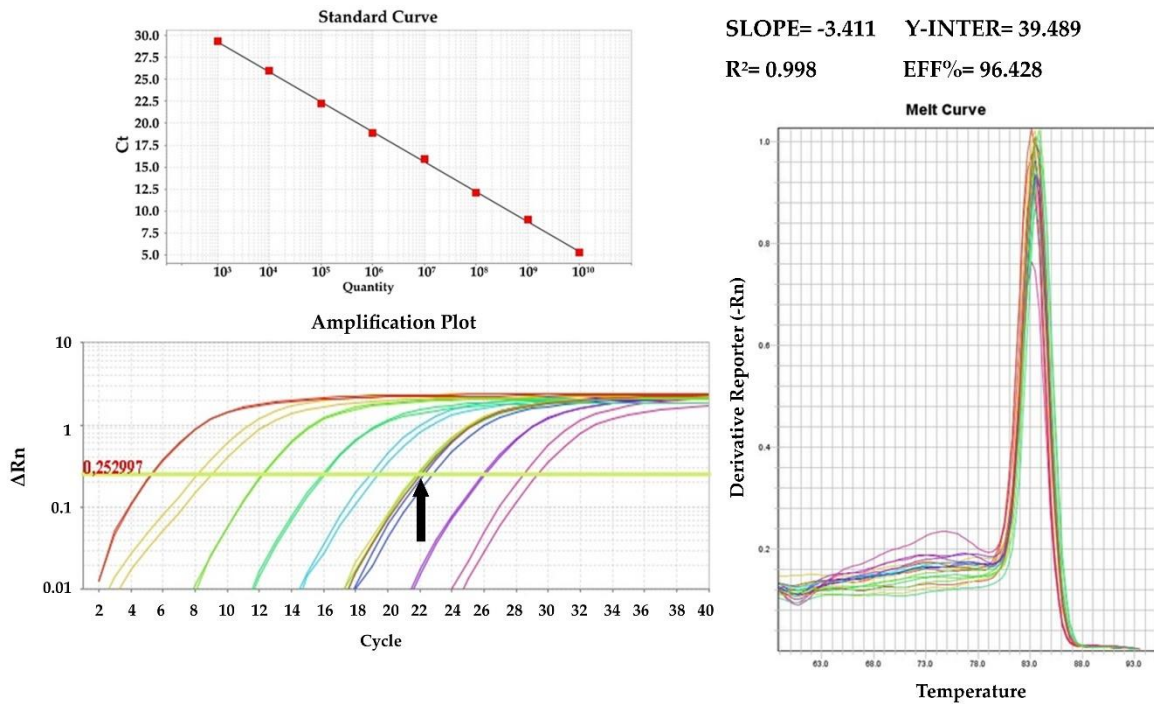 Standard Curve
30.0
27.5
25.0
22.5
20.0
17.5
15.0
12.5
10.0
7.5
5.0
Ct
10³ 10⁴ 10⁵ 10⁶ 10⁷ 10⁸ 10⁹ 10¹⁰
Quantity
SLOPE= -3.411 Y-INTER= 39.489
R²= 0.998 EFF%= 96.428
Amplification Plot
10
1
0.1
0.01
ΔRn
0,252997
2 4 6 8 10 12 14 16 18 20 22 24 26 28 30 32 34 36 38 40
Cycle
Melt Curve
1.0
0.8
0.6
0.4
0.2
Derivative Reporter (-Rn)
63.0 68.0 73.0 78.0 83.0 88.0 93.0
Temperature